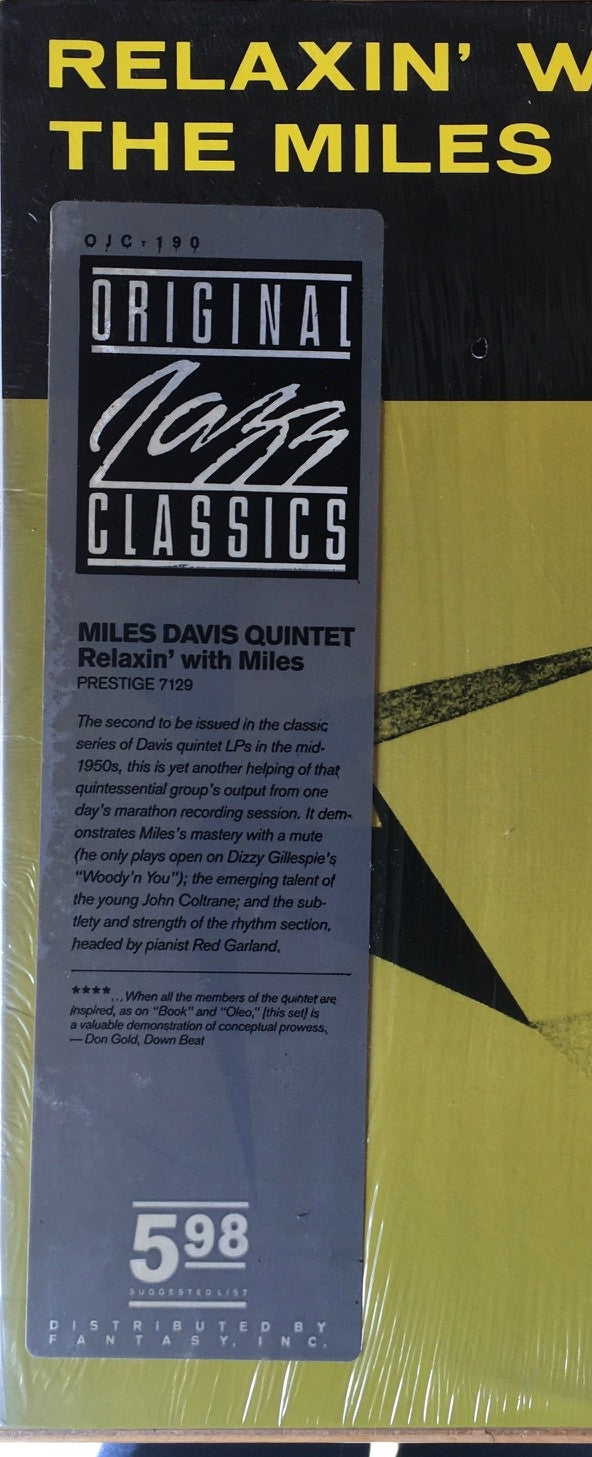 RELAXIN' W
THE MILES
OJC-190
ORIGINAL
Jazz
CLASSICS
MILES DAVIS QUINTET
Relaxin' with Miles
PRESTIGE 7129
The second to be issued in the classic
series of Davis quintet LPs in the mid-
1950s, this is yet another helping of that
quintessential group's output from one
day's marathon recording session. It dem-
onstrates Miles's mastery with a mute
(he only plays open on Dizzy Gillespie's
"Woody'n You"); the emerging talent of
the young John Coltrane; and the sub-
tlety and strength of the rhythm section,
headed by pianist Red Garland.
****... When all the members of the quintet are
inspired, as on "Book" and "Oleo," [this set] is
a valuable demonstration of conceptual prowess.
— Don Gold, Down Beat
5.98
SUGGESTED LIST
DISTRIBUTED BY
FANTASY, INC.